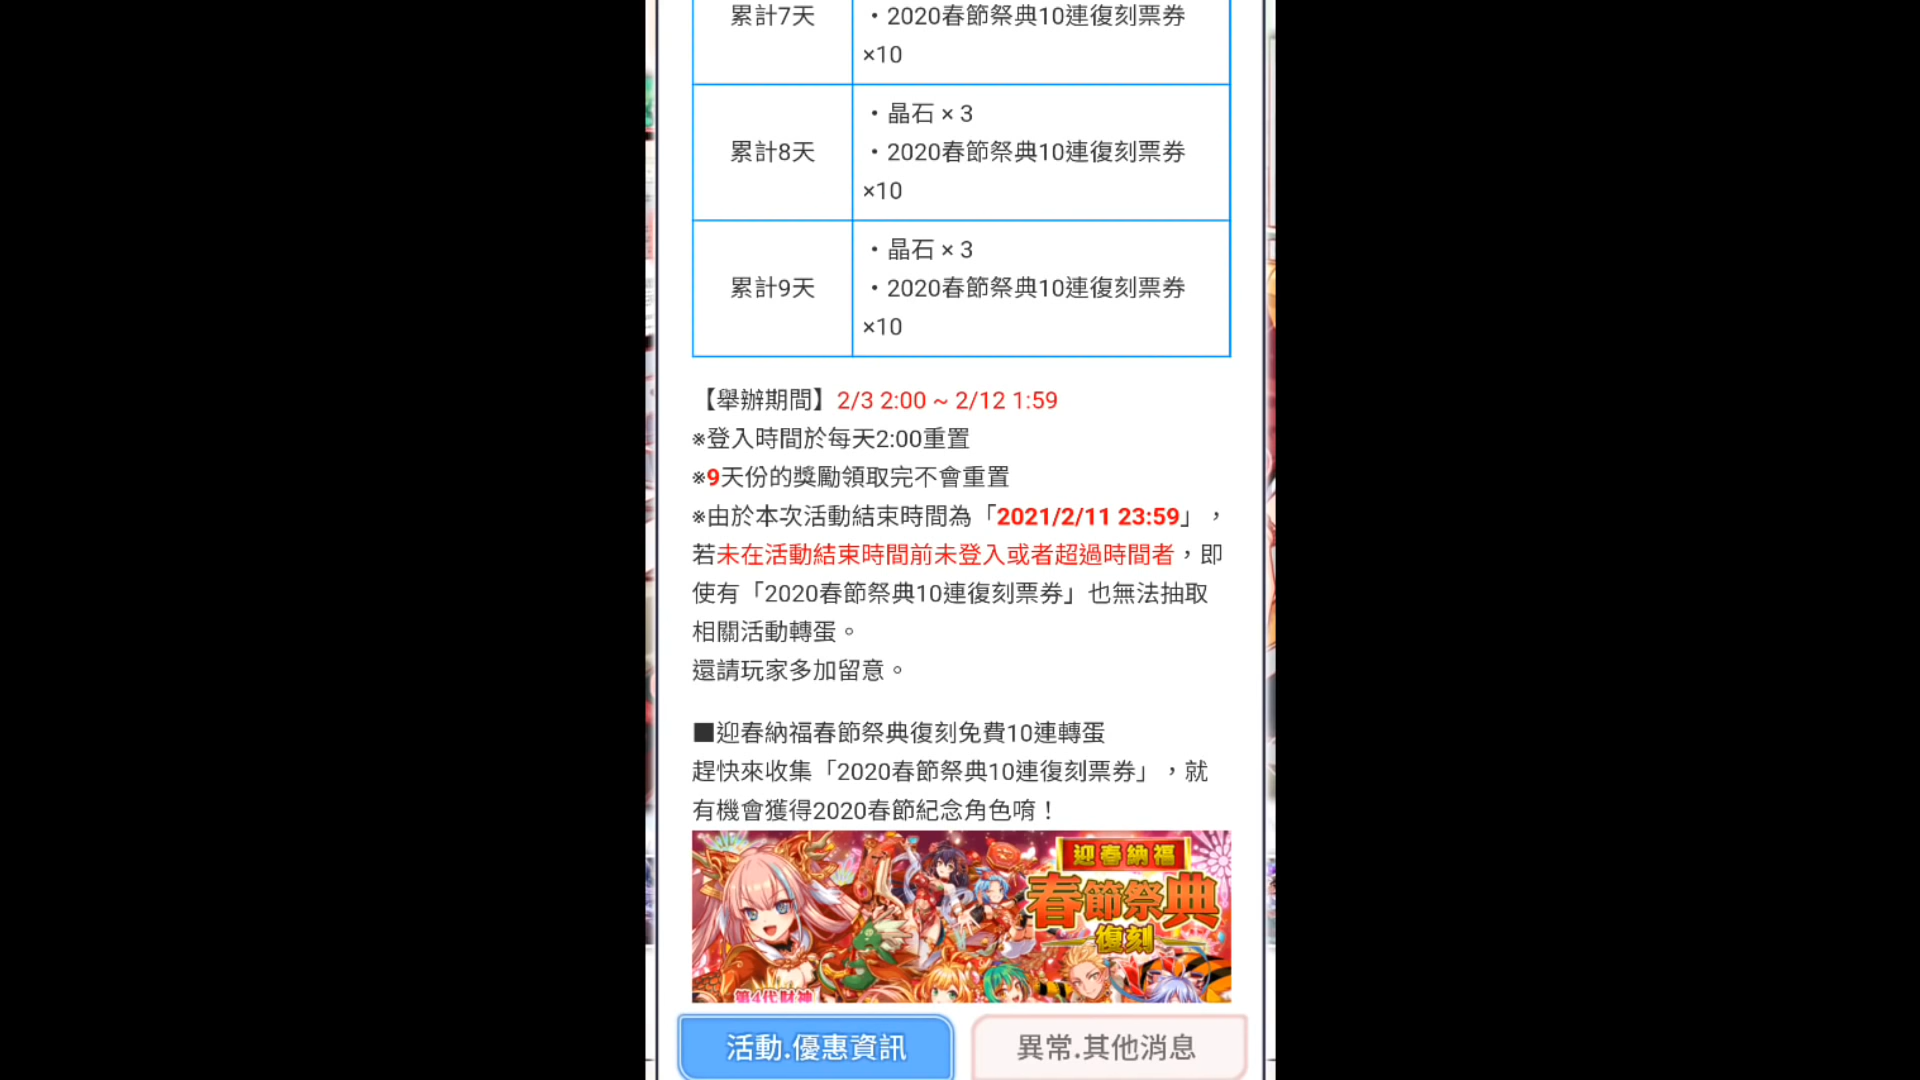 累計7天
・2020春節祭典10連復刻票券
×10
累計8天
・晶石 × 3
・2020春節祭典10連復刻票券
×10
累計9天
・晶石 × 3
・2020春節祭典10連復刻票券
×10
【舉辦期間】2/3 2:00 ~ 2/12 1:59
※登入時間於每天2:00重置
※9天份的獎勵領取完不會重置
※由於本次活動結束時間為「2021/2/11 23:59」，
若未在活動結束時間前未登入或者超過時間者，即
使有「2020春節祭典10連復刻票券」也無法抽取
相關活動轉蛋。
還請玩家多加留意。
■迎春納福春節祭典復刻免費10連轉蛋
趕快來收集「2020春節祭典10連復刻票券」，就
有機會獲得2020春節紀念角色唷！
迎春納福
春節祭典
復刻
第4代財神
活動.優惠資訊
異常.其他消息